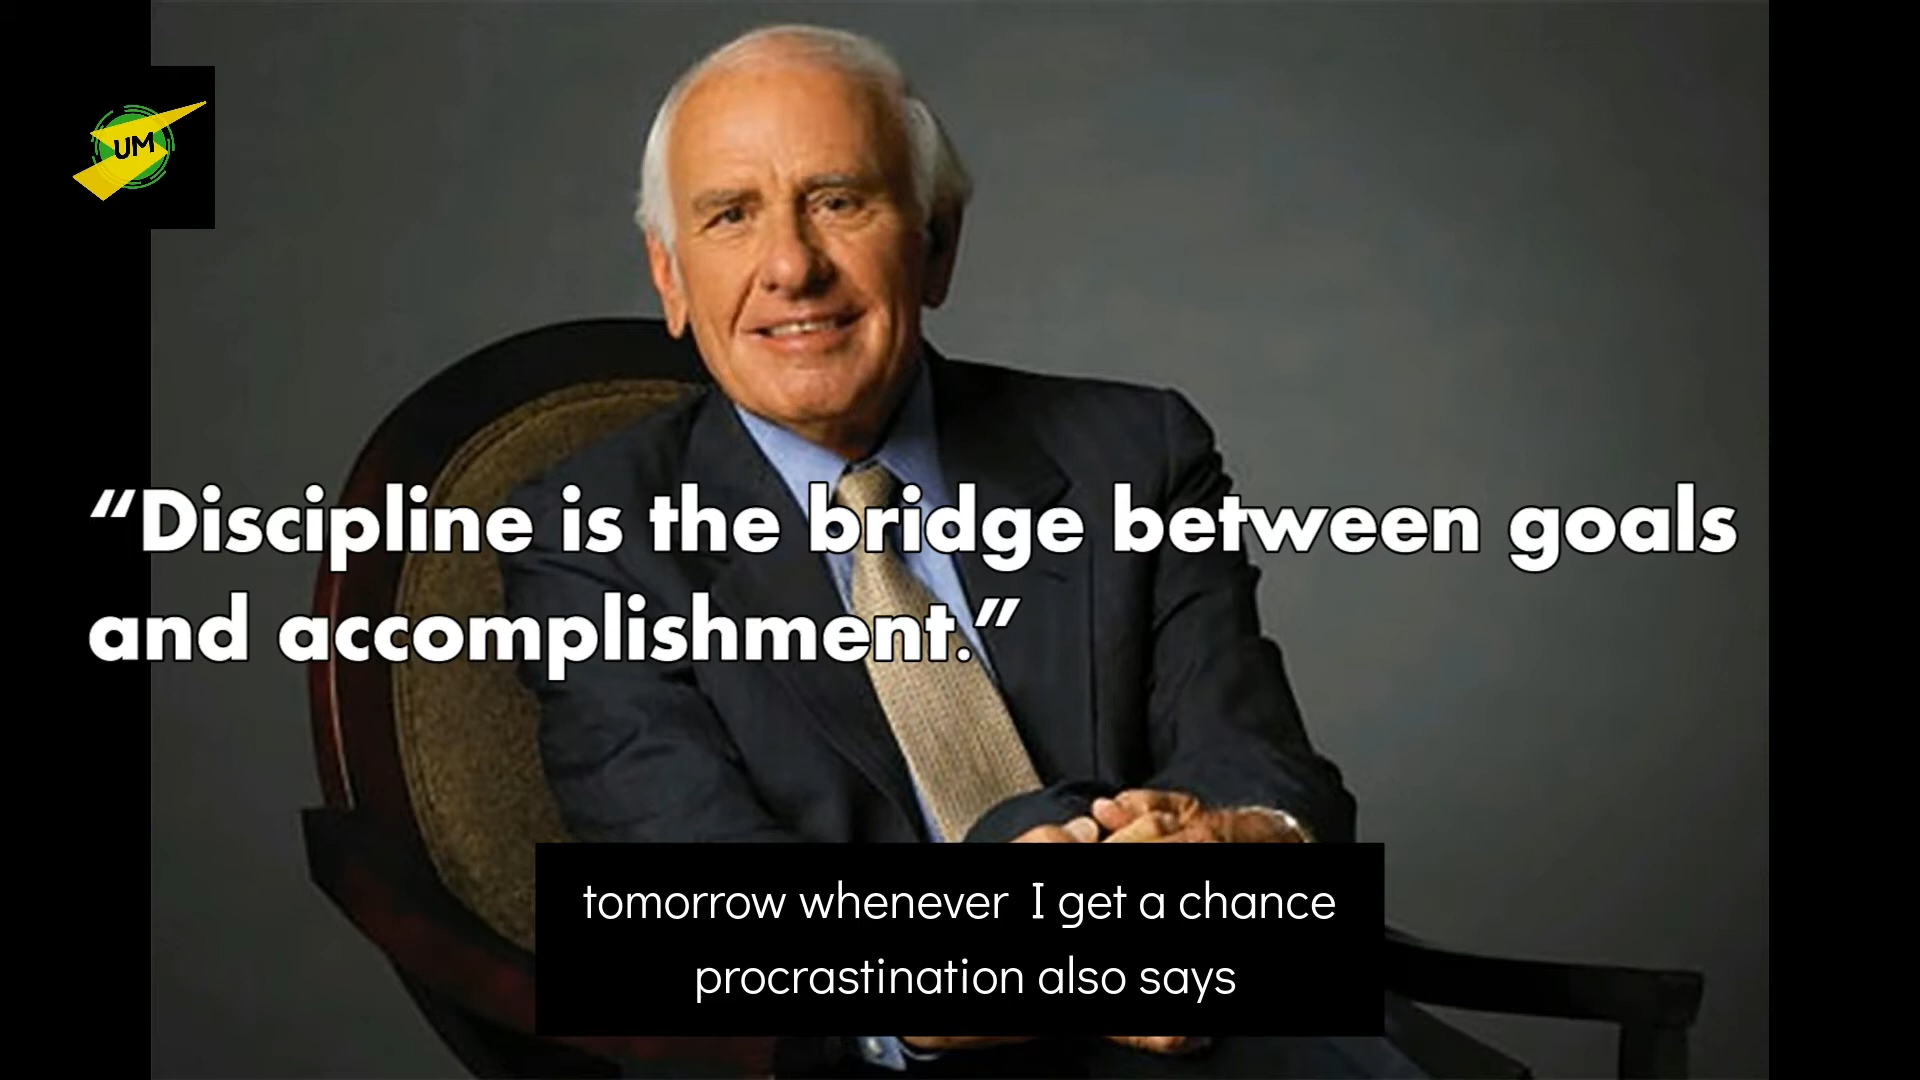 UM
“Discipline is the bridge between goals
and accomplishment.”
tomorrow whenever I get a chance
procrastination also says